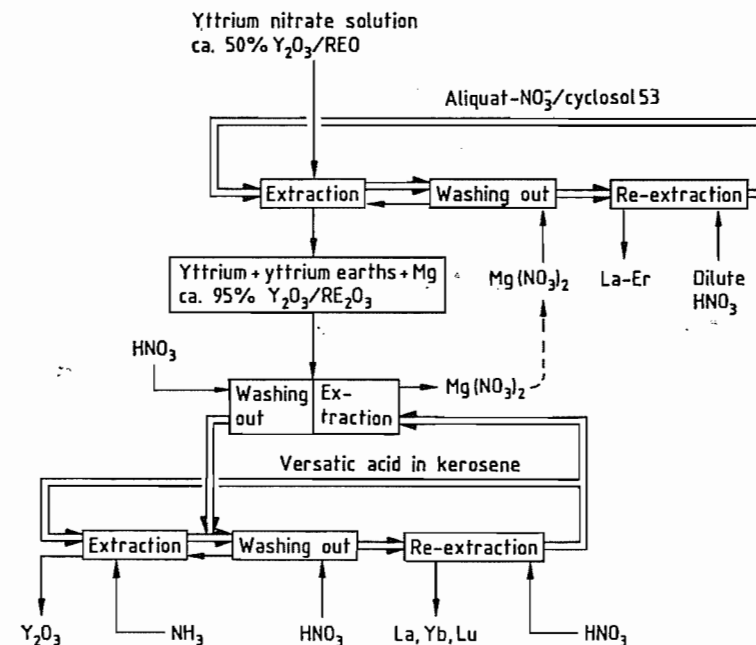 Yttrium nitrate solution
ca. 50% Y₂O₃/REO
Aliquat-NO₃⁻/cyclosol 53
Extraction
Washing out
Re-extraction
Yttrium + yttrium earths + Mg
ca. 95% Y₂O₃/RE₂O₃
Mg(NO₃)₂
La-Er
Dilute
HNO₃
HNO₃
Washing
out
Ex-
traction
Mg(NO₃)₂
Versatic acid in kerosene
Extraction
Washing out
Re-extraction
Y₂O₃
NH₃
HNO₃
La, Yb, Lu
HNO₃